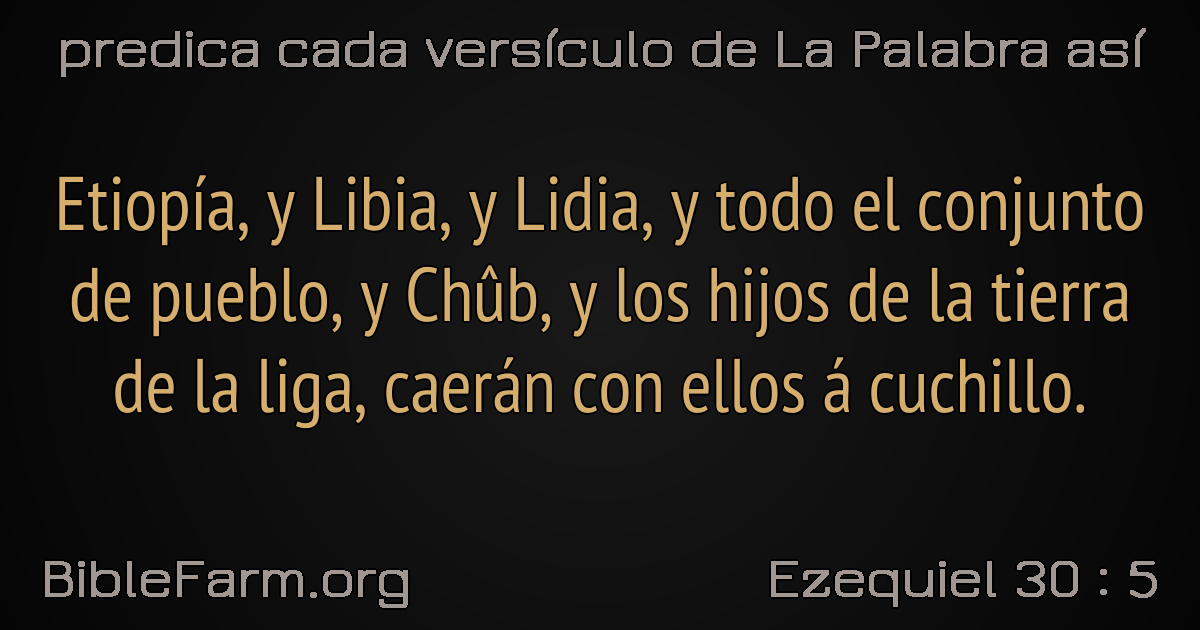 predica cada versículo de La Palabra así
Etiopía, y Libia, y Lidia, y todo el conjunto
de pueblo, y Chûb, y los hijos de la tierra
de la liga, caerán con ellos á cuchillo.
BibleFarm.org
Ezequiel 30 : 5